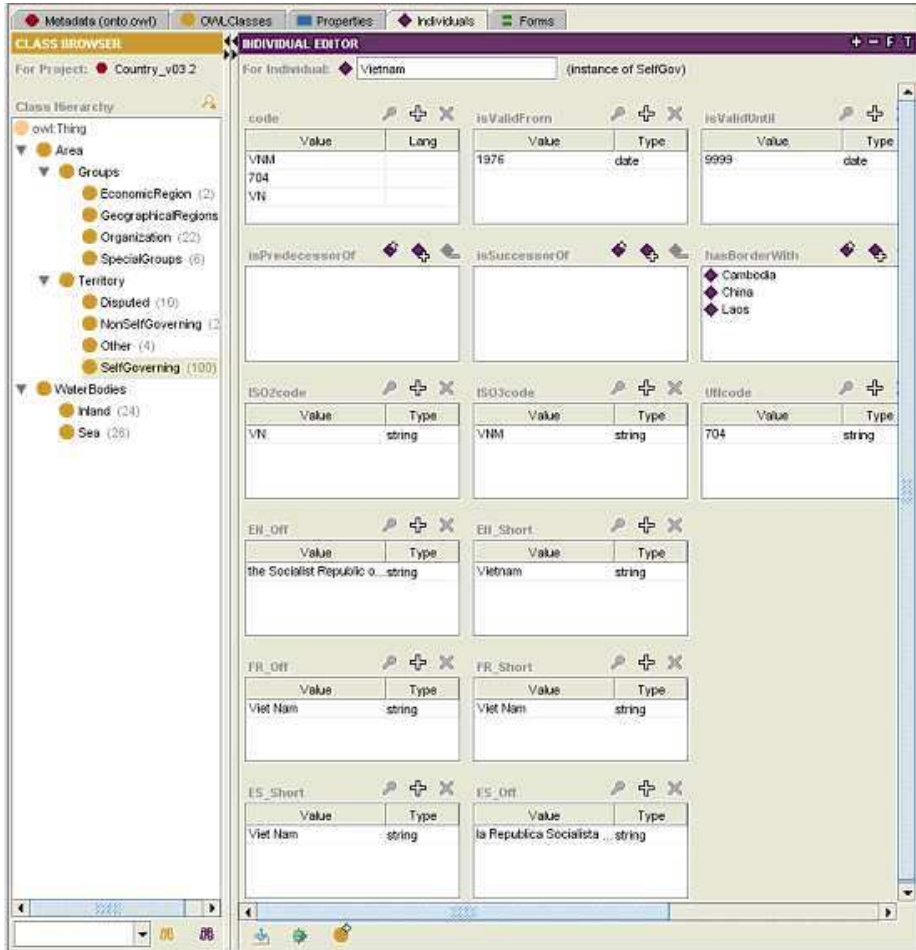 Metadata (onto.owl) OWLClasses Properties Individuals Forms
CLASS BROWSER
For Project: Country_v03.2
Class Hierarchy
owl:Thing
Area
Groups
EconomicRegion (2)
GeographicalRegions
Organization (22)
SpecialGroups (6)
Territory
Disputed (10)
NonSelfGoverning (2
Other (4)
SelfGoverning (100)
WaterBodies
Inland (24)
Sea (26)
INDIVIDUAL EDITOR + − F T
For Individual: Vietnam (instance of SelfGov)
code isValidFrom isValidUntil
Value Lang Value Type Value Type
VNM 1976 date 9999 date
704
VN
isPredecessorOf isSuccessorOf hasBorderWith
Cambodia
China
Laos
ISO2code ISO3code UNcode
Value Type Value Type Value Type
VN string VNM string 704 string
EN_Off EN_Short
Value Type Value Type
the Socialist Republic o... string Vietnam string
FR_Off FR_Short
Value Type Value Type
Viet Nam string Viet Nam string
ES_Short ES_Off
Value Type Value Type
Viet Nam string la Republica Socialista ... string